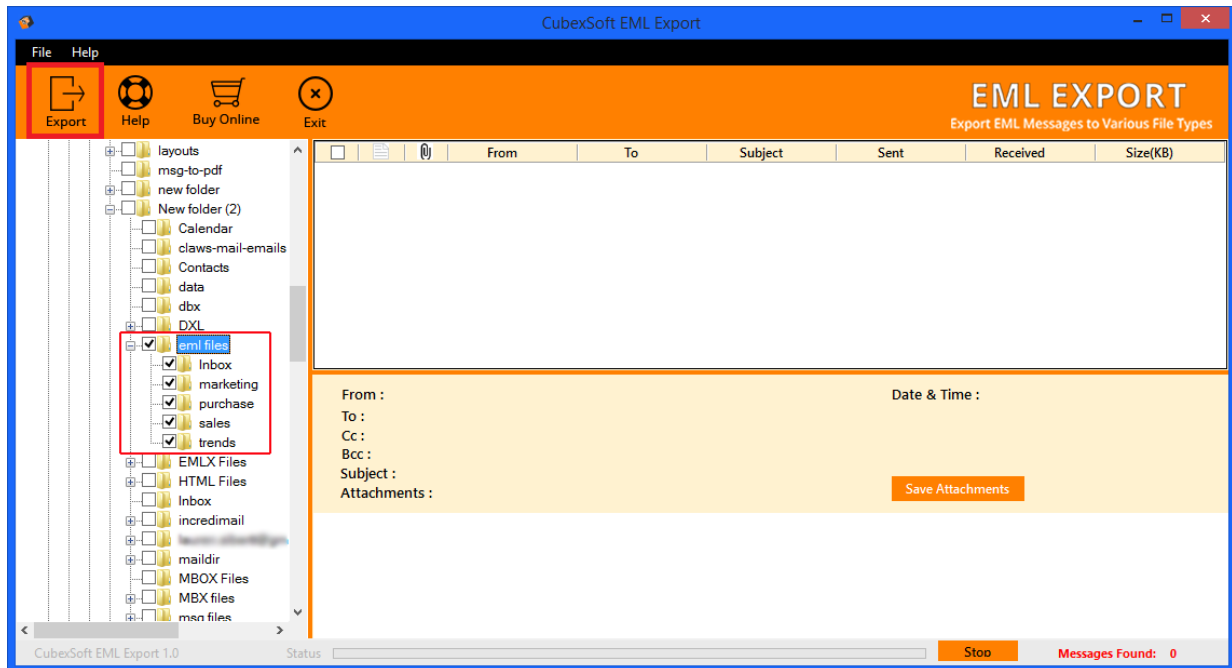 CubexSoft EML Export
File Help
Export Help Buy Online Exit
EML EXPORT
Export EML Messages to Various File Types
layouts
msg-to-pdf
new folder
New folder (2)
Calendar
claws-mail-emails
Contacts
data
dbx
DXL
eml files
Inbox
marketing
purchase
sales
trends
EMLX Files
HTML Files
Inbox
incredimail
maildir
MBOX Files
MBX files
msg files
From To Subject Sent Received Size(KB)
From : Date & Time :
To :
Cc :
Bcc :
Subject :
Attachments : Save Attachments
CubexSoft EML Export 1.0 Status Stop Messages Found: 0